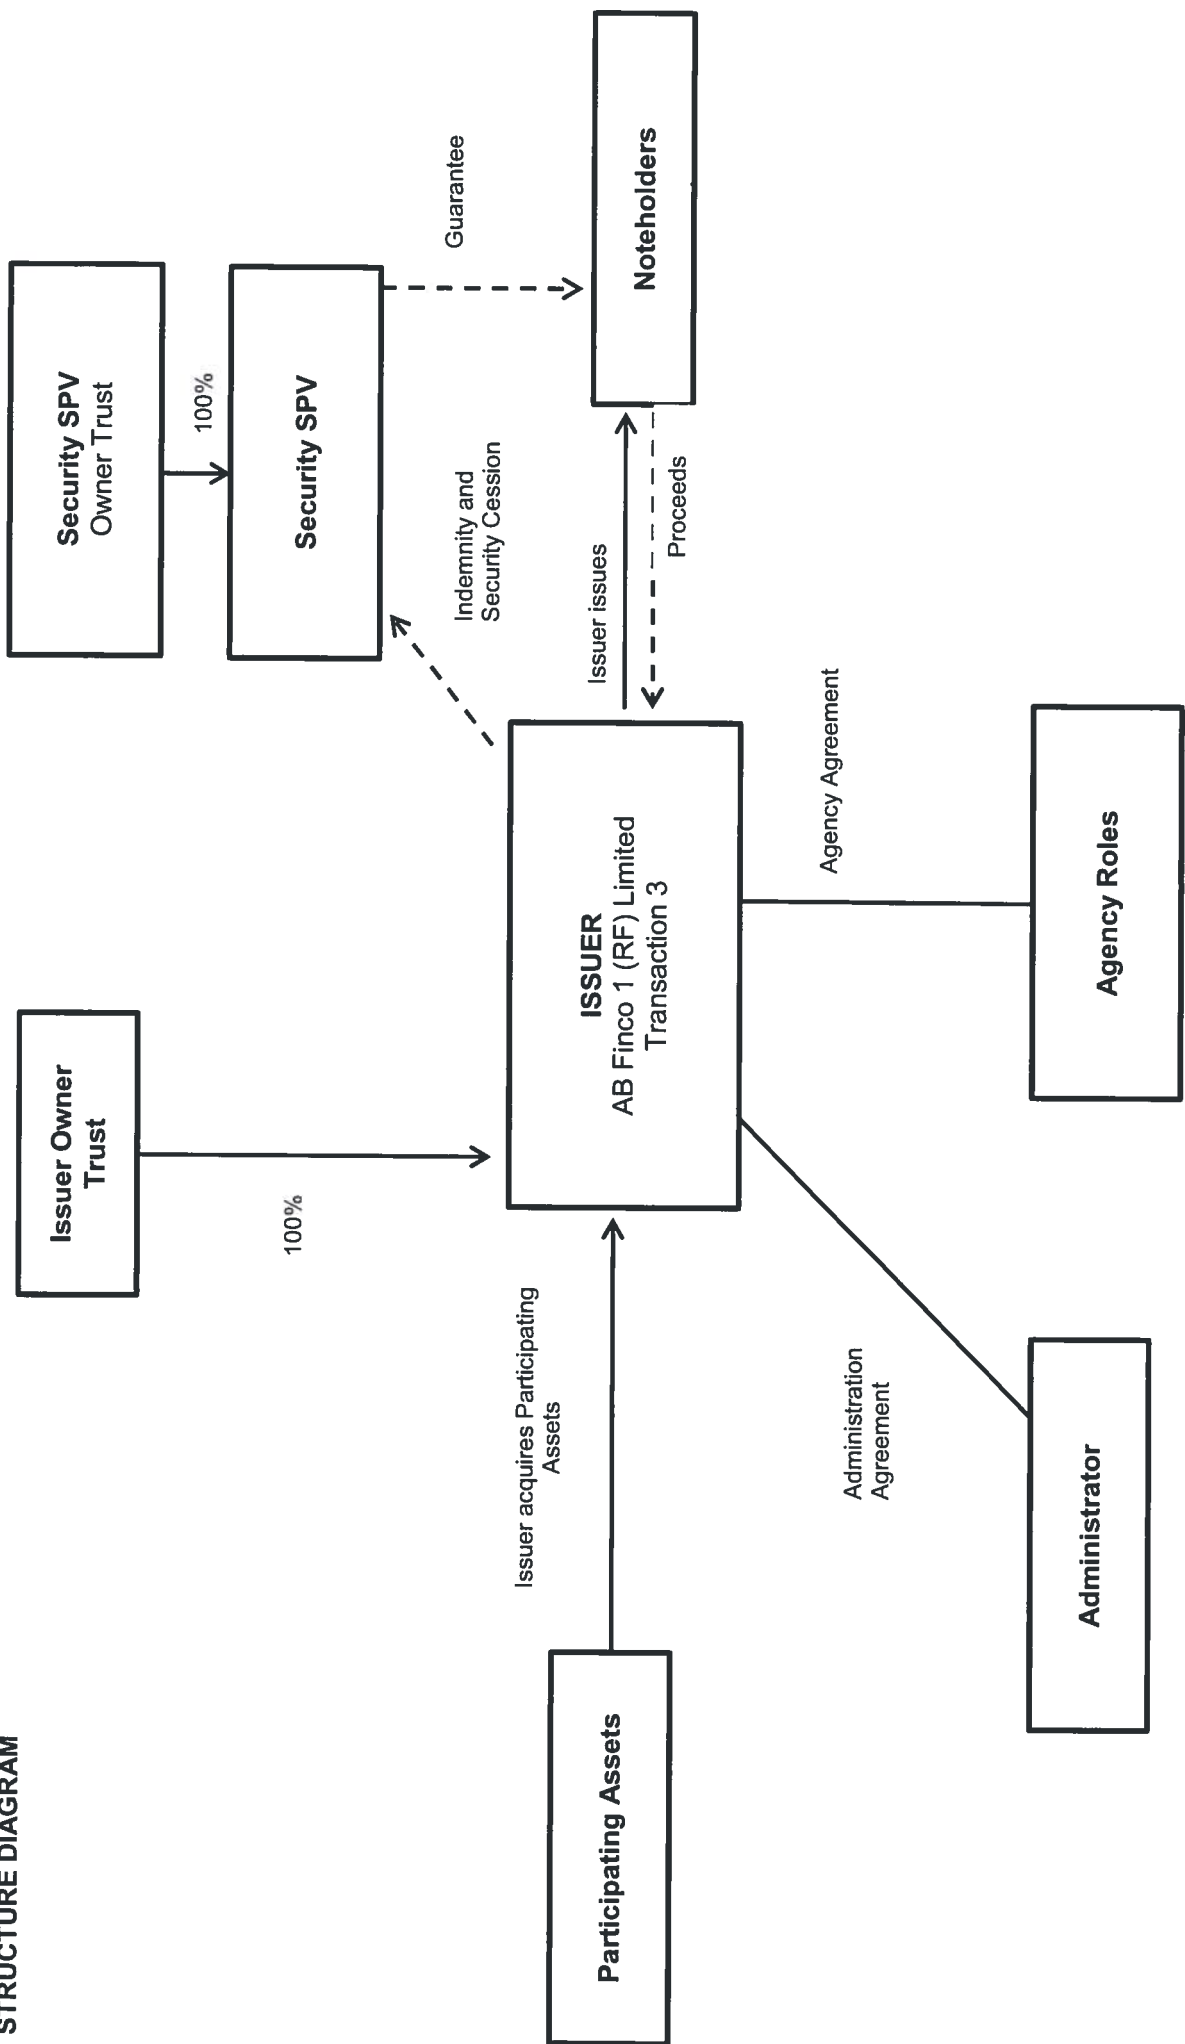 STRUCTURE DIAGRAM
Issuer Owner
Trust
Security SPV
Owner Trust
100%
100%
Security SPV
Indemnity and
Security Cession
Guarantee
Issuer acquires Participating
Assets
Participating Assets
ISSUER
AB Finco 1 (RF) Limited
Transaction 3
Issuer issues
Proceeds
Noteholders
Administration
Agreement
Agency Agreement
Administrator
Agency Roles